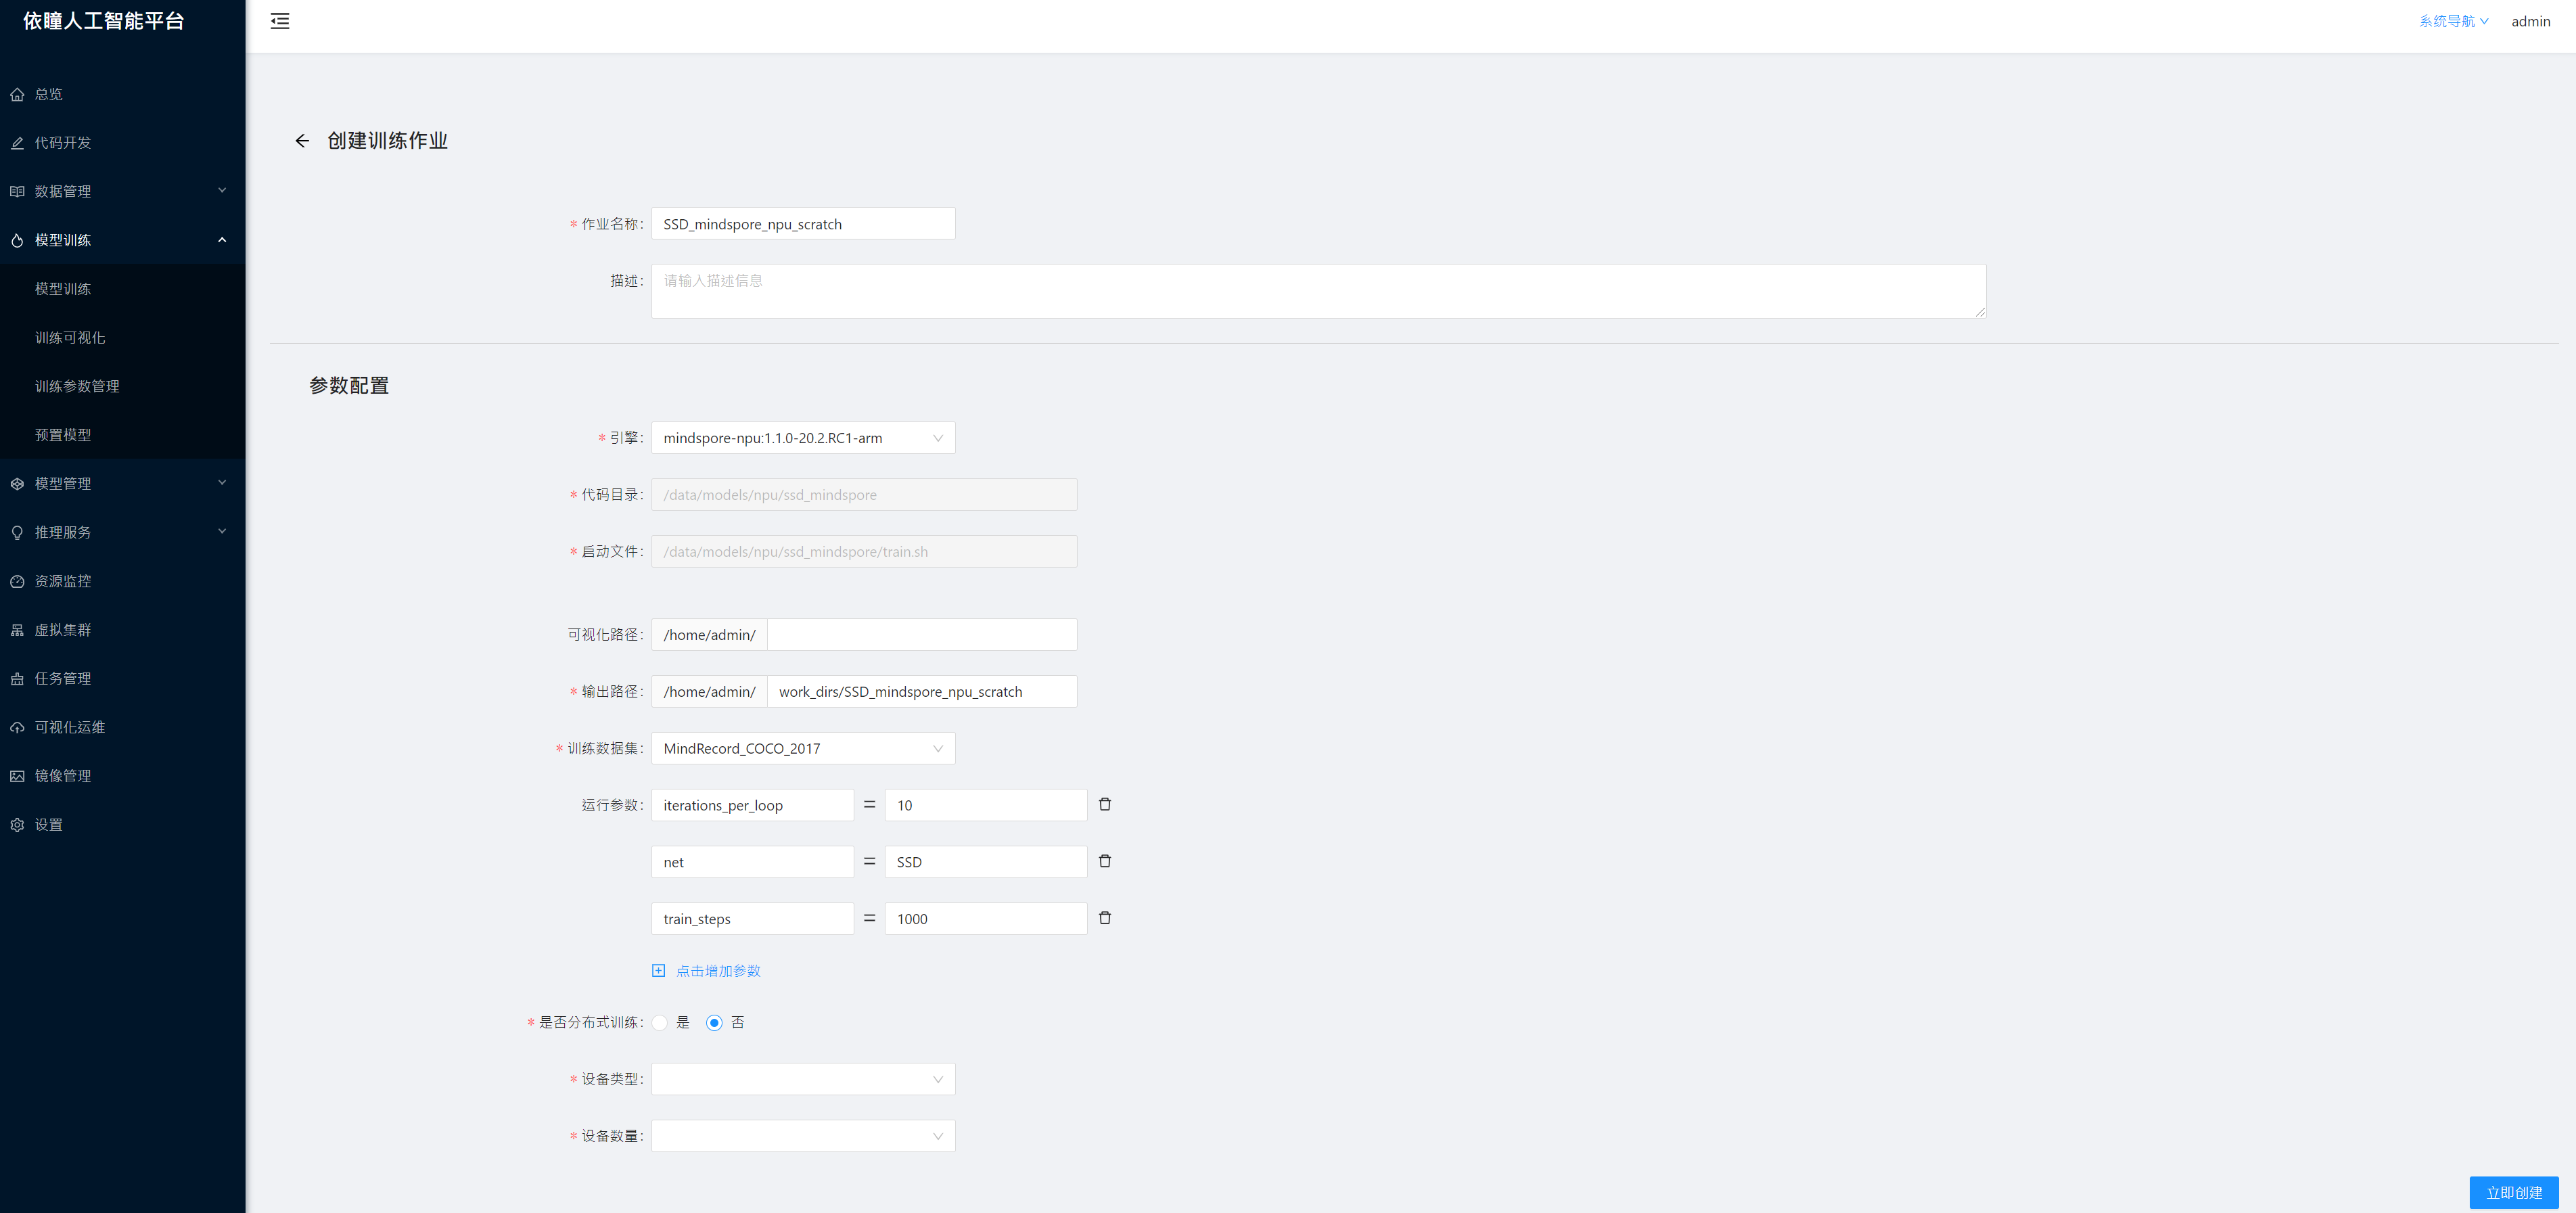 依瞳人工智能平台
系统导航
admin
总览
代码开发
数据管理
模型训练
模型训练
训练可视化
训练参数管理
预置模型
模型管理
推理服务
资源监控
虚拟集群
任务管理
可视化运维
镜像管理
设置
创建训练作业
* 作业名称: SSD_mindspore_npu_scratch
描述: 请输入描述信息
参数配置
* 引擎: mindspore-npu:1.1.0-20.2.RC1-arm
* 代码目录: /data/models/npu/ssd_mindspore
* 启动文件: /data/models/npu/ssd_mindspore/train.sh
可视化路径: /home/admin/
* 输出路径: /home/admin/ work_dirs/SSD_mindspore_npu_scratch
* 训练数据集: MindRecord_COCO_2017
运行参数: iterations_per_loop = 10
net = SSD
train_steps = 1000
点击增加参数
* 是否分布式训练: 是 否
* 设备类型:
* 设备数量:
立即创建